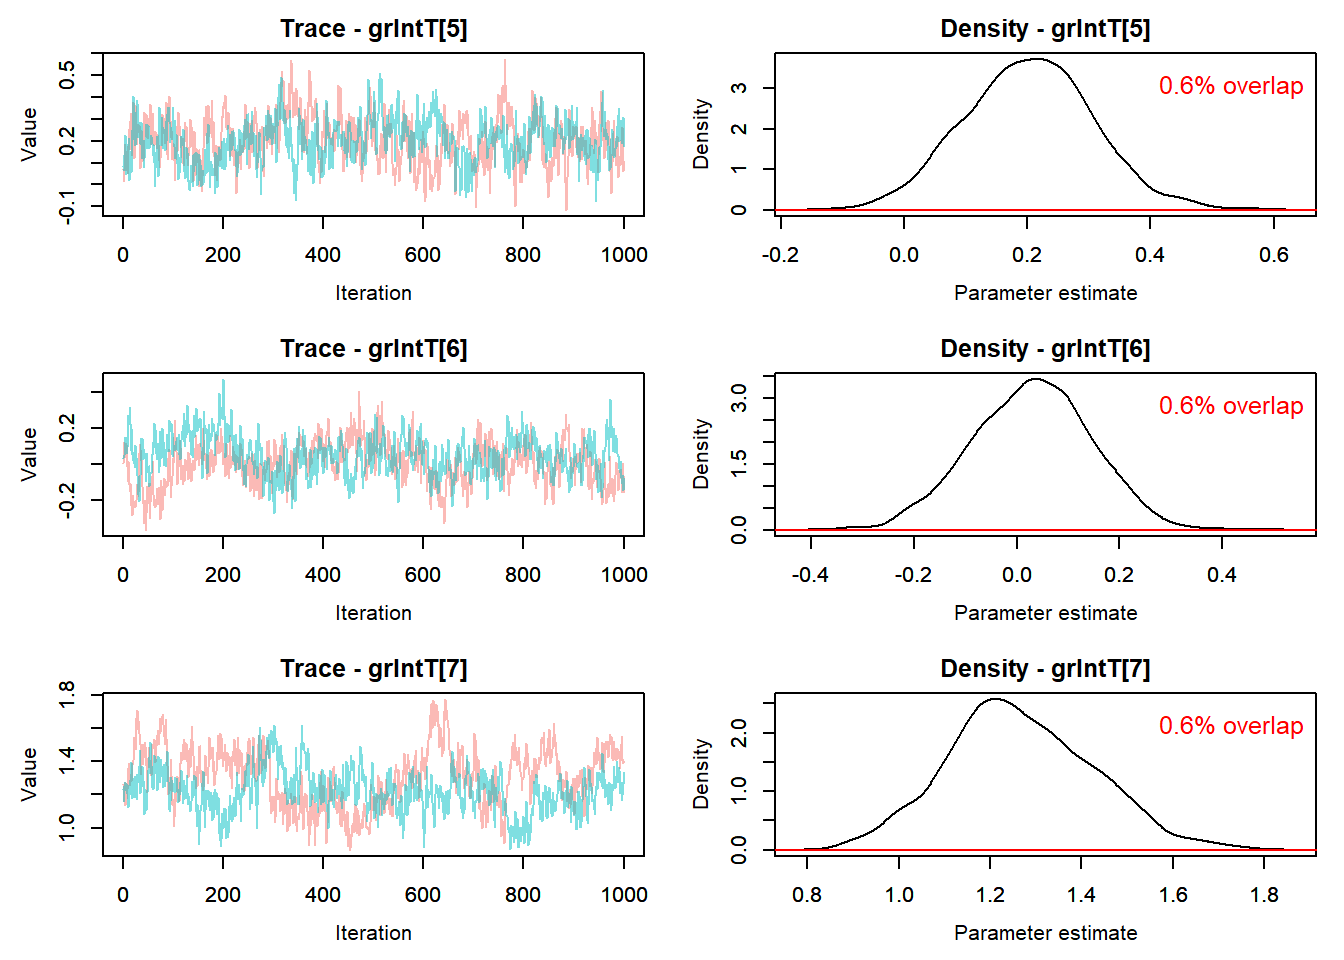 Trace - grIntT[5]
Value
-0.1 0.2 0.5
0 200 400 600 800 1000
Iteration
Density - grIntT[5]
0.6% overlap
Density
0 1 2 3
-0.2 0.0 0.2 0.4 0.6
Parameter estimate
Trace - grIntT[6]
Value
-0.2 0.2
0 200 400 600 800 1000
Iteration
Density - grIntT[6]
0.6% overlap
Density
0.0 1.5 3.0
-0.4 -0.2 0.0 0.2 0.4
Parameter estimate
Trace - grIntT[7]
Value
1.0 1.4 1.8
0 200 400 600 800 1000
Iteration
Density - grIntT[7]
0.6% overlap
Density
0.0 1.0 2.0
0.8 1.0 1.2 1.4 1.6 1.8
Parameter estimate